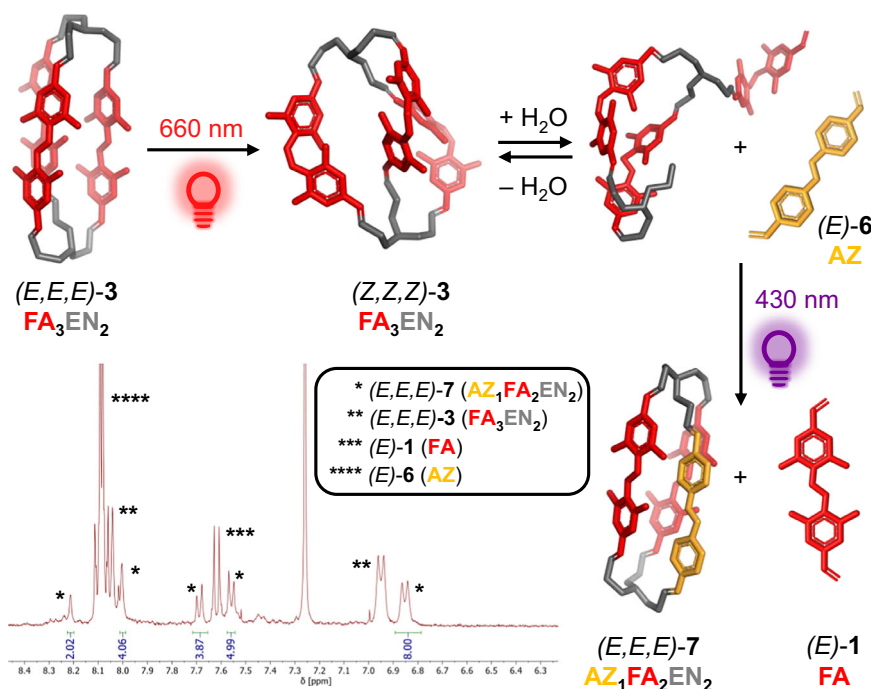 660 nm
+ H₂O
– H₂O
+
(E)-6
AZ
(E,E,E)-3
FA₃EN₂
(Z,Z,Z)-3
FA₃EN₂
430 nm
* (E,E,E)-7 (AZ₁FA₂EN₂)
** (E,E,E)-3 (FA₃EN₂)
*** (E)-1 (FA)
**** (E)-6 (AZ)
****
**
*
*
*
***
*
**
*
+
2.02
4.06
3.87
4.99
8.00
8.4 8.3 8.2 8.1 8.0 7.9 7.8 7.7 7.6 7.5 7.4 7.3 7.2 7.1 7.0 6.9 6.8 6.7 6.6 6.5 6.4 6.3
δ [ppm]
(E,E,E)-7
AZ₁FA₂EN₂
(E)-1
FA